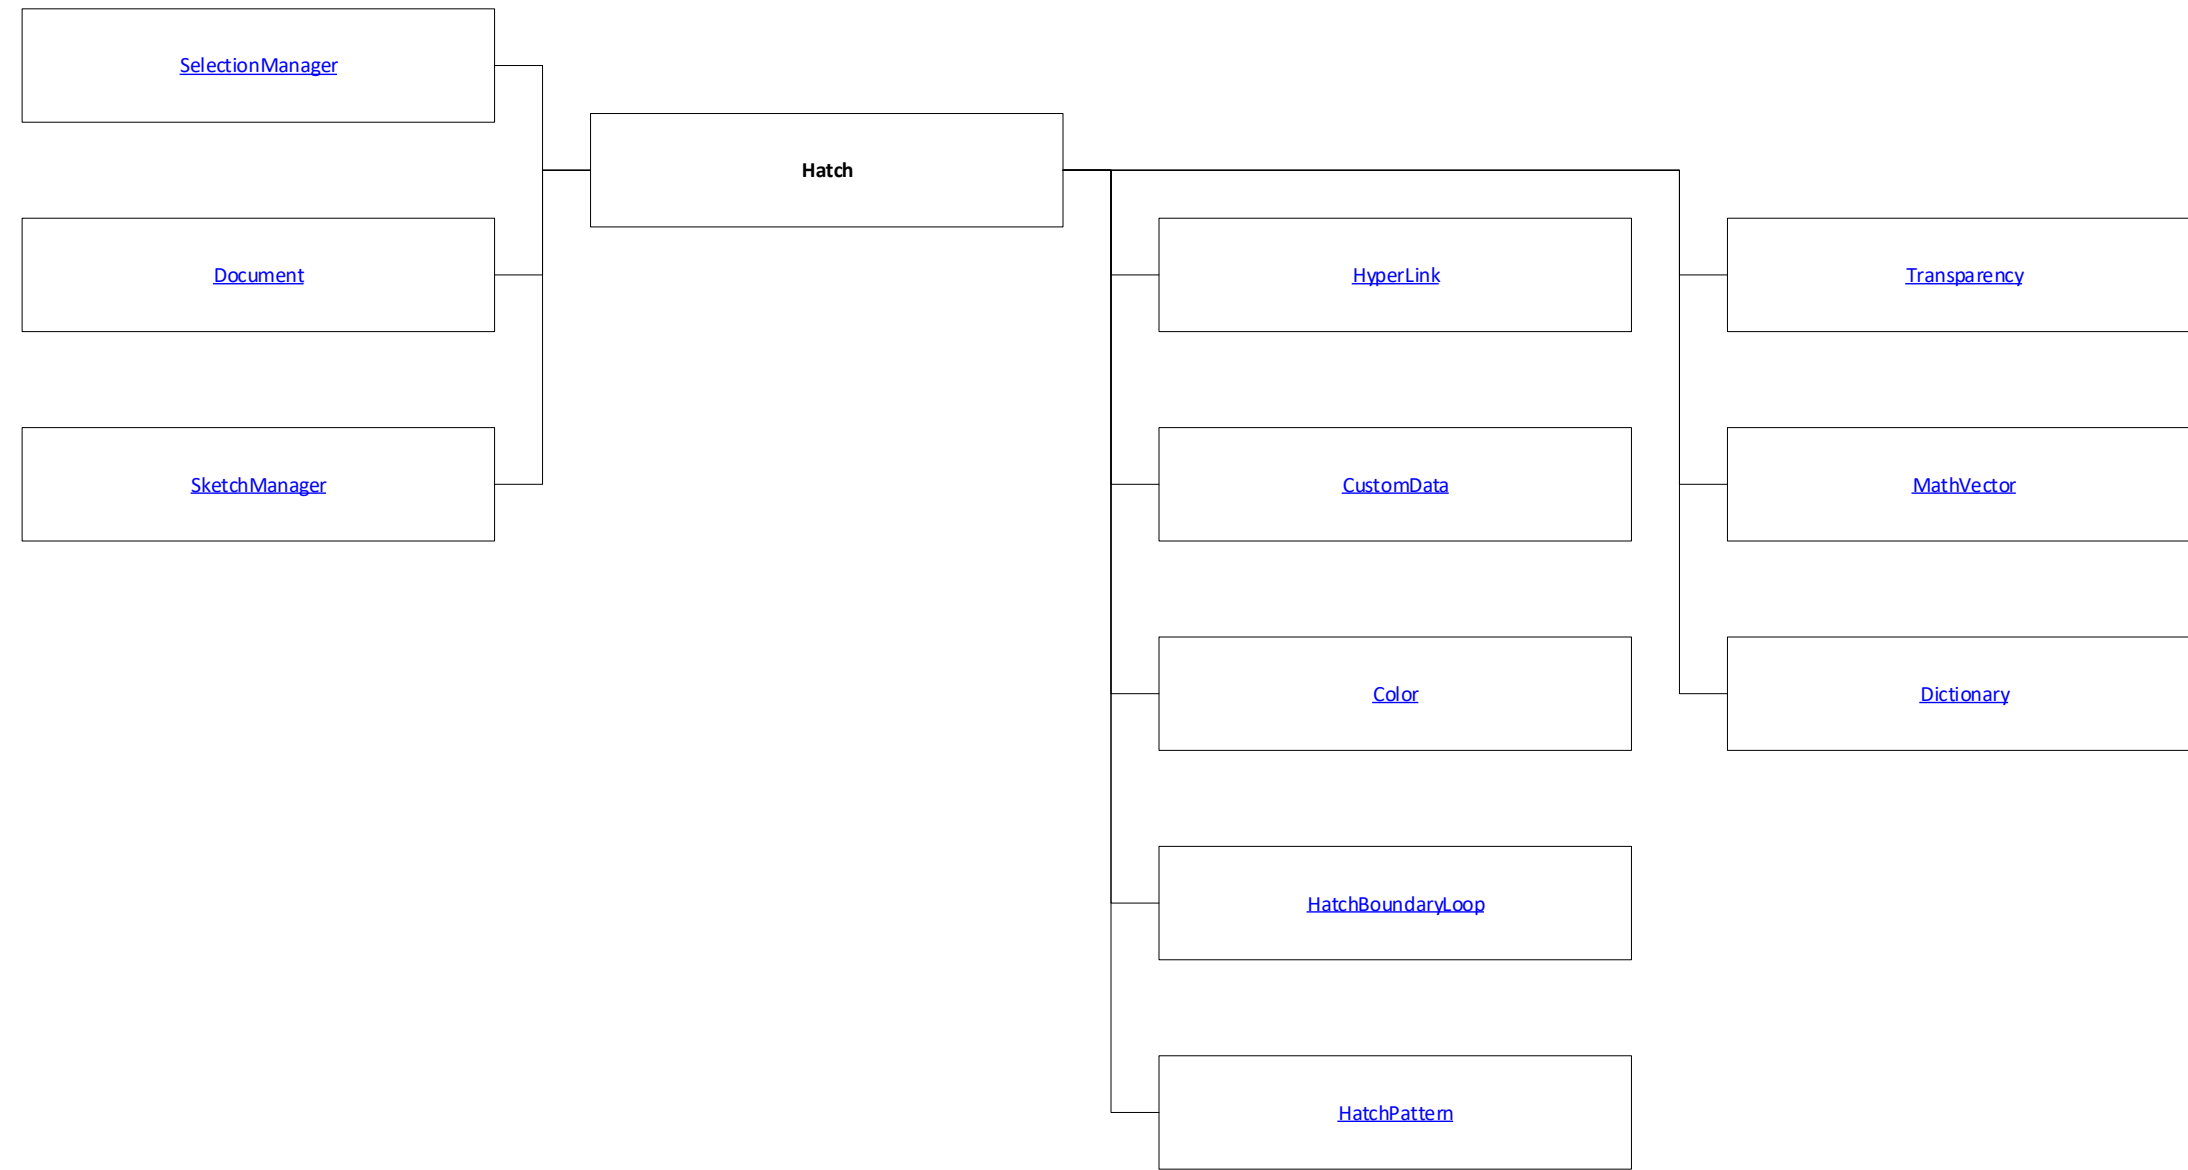 SelectionManager
Hatch
Document
HyperLink
Transparency
SketchManager
CustomData
MathVector
Color
Dictionary
HatchBoundaryLoop
HatchPattern